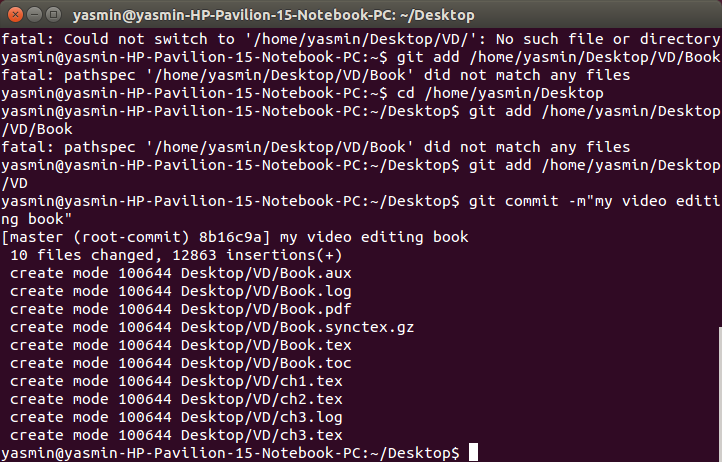 yasmin@yasmin-HP-Pavilion-15-Notebook-PC: ~/Desktop
fatal: Could not switch to '/home/yasmin/Desktop/VD/': No such file or directory
yasmin@yasmin-HP-Pavilion-15-Notebook-PC:~$ git add /home/yasmin/Desktop/VD/Book
fatal: pathspec '/home/yasmin/Desktop/VD/Book' did not match any files
yasmin@yasmin-HP-Pavilion-15-Notebook-PC:~$ cd /home/yasmin/Desktop
yasmin@yasmin-HP-Pavilion-15-Notebook-PC:~/Desktop$ git add /home/yasmin/Desktop
/VD/Book
fatal: pathspec '/home/yasmin/Desktop/VD/Book' did not match any files
yasmin@yasmin-HP-Pavilion-15-Notebook-PC:~/Desktop$ git add /home/yasmin/Desktop
/VD
yasmin@yasmin-HP-Pavilion-15-Notebook-PC:~/Desktop$ git commit -m"my video editi
ng book"
[master (root-commit) 8b16c9a] my video editing book
 10 files changed, 12863 insertions(+)
 create mode 100644 Desktop/VD/Book.aux
 create mode 100644 Desktop/VD/Book.log
 create mode 100644 Desktop/VD/Book.pdf
 create mode 100644 Desktop/VD/Book.synctex.gz
 create mode 100644 Desktop/VD/Book.tex
 create mode 100644 Desktop/VD/Book.toc
 create mode 100644 Desktop/VD/ch1.tex
 create mode 100644 Desktop/VD/ch2.tex
 create mode 100644 Desktop/VD/ch3.log
 create mode 100644 Desktop/VD/ch3.tex
yasmin@yasmin-HP-Pavilion-15-Notebook-PC:~/Desktop$